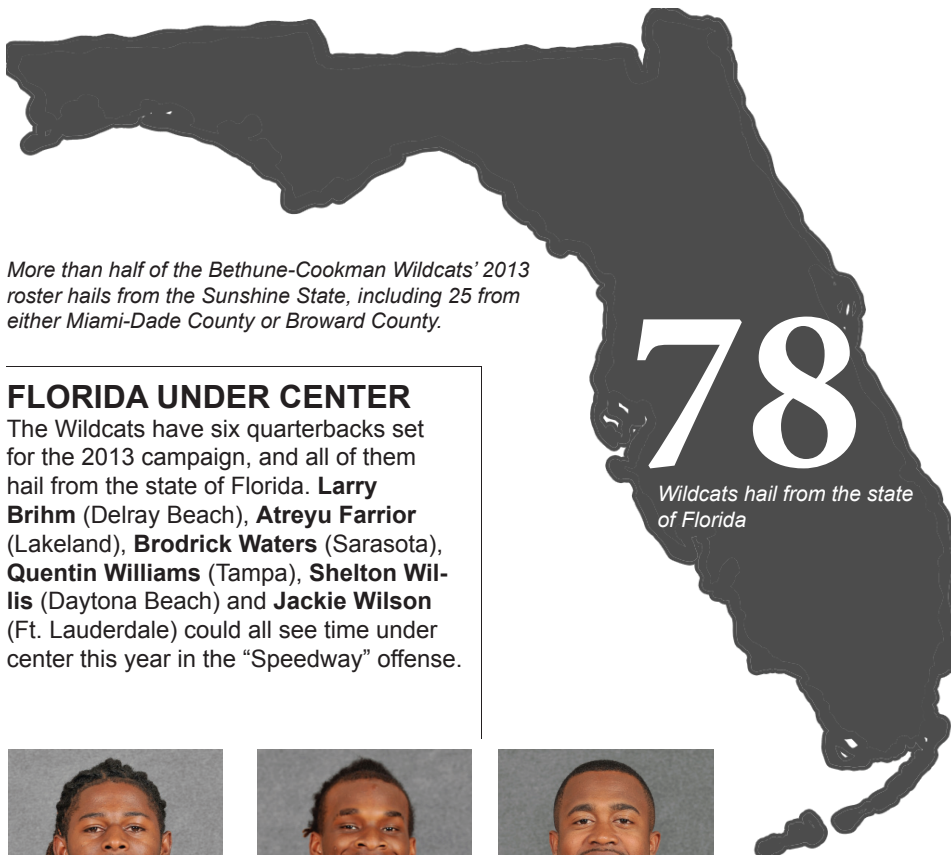 More than half of the Bethune-Cookman Wildcats’ 2013
roster hails from the Sunshine State, including 25 from
either Miami-Dade County or Broward County.
78
Wildcats hail from the state
of Florida
FLORIDA UNDER CENTER
The Wildcats have six quarterbacks set
for the 2013 campaign, and all of them
hail from the state of Florida. Larry
Brihm (Delray Beach), Atreyu Farrior
(Lakeland), Brodrick Waters (Sarasota),
Quentin Williams (Tampa), Shelton Wil-
lis (Daytona Beach) and Jackie Wilson
(Ft. Lauderdale) could all see time under
center this year in the “Speedway” offense.